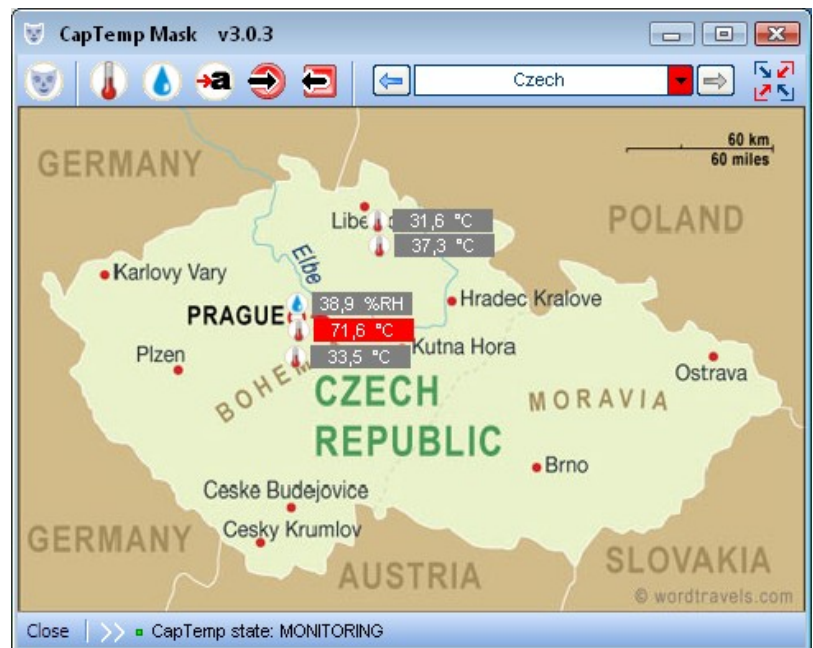 CapTemp Mask v3.0.3
a
Czech
60 km
60 miles
GERMANY
POLAND
31,6 °C
37,3 °C
Elbe
Karlovy Vary
38,9 %RH
Hradec Kralove
PRAGUE
71,6 °C
Plzen
33,5 °C
Kutna Hora
BOHE
Ostrava
CZECH
REPUBLIC
MORAVIA
Brno
Ceske Budejovice
Cesky Krumlov
GERMANY
AUSTRIA
SLOVAKIA
© wordtravels.com
Close
CapTemp state: MONITORING